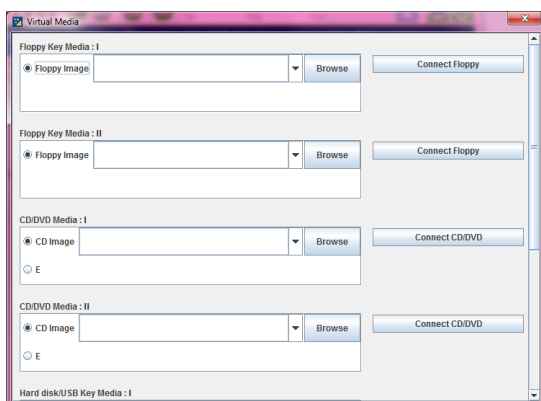 Virtual Media
Floppy Key Media : I
Floppy Image Browse Connect Floppy
Floppy Key Media : II
Floppy Image Browse Connect Floppy
CD/DVD Media : I
CD Image Browse Connect CD/DVD
E
CD/DVD Media : II
CD Image Browse Connect CD/DVD
E
Hard disk/USB Key Media : I